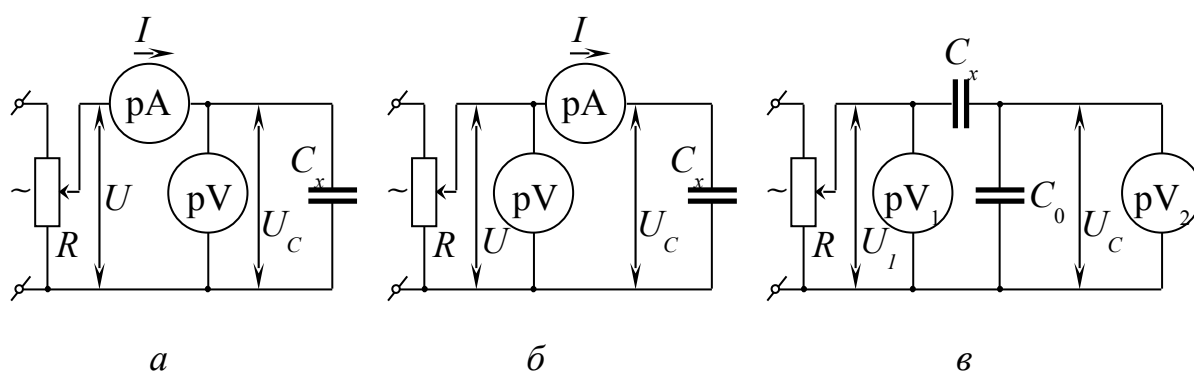 I
pA
~
R
U
pV
U_C
C_x
а
I
pA
~
R
U
pV
U_C
C_x
б
C_x
~
R
U_1
pV_1
C_0
U_C
pV_2
в